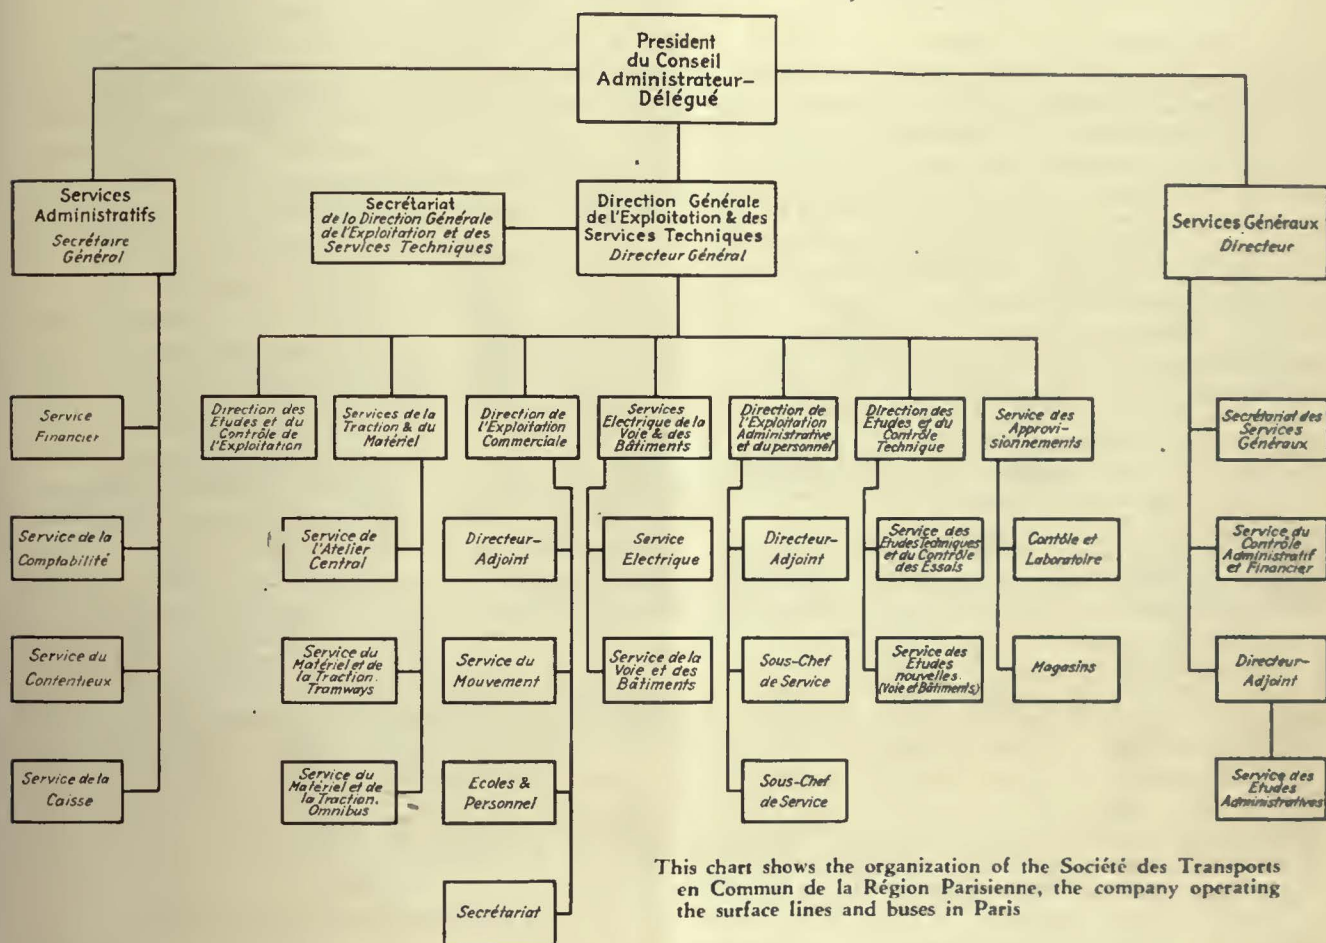 President
du Conseil
Administrateur–
Délégué
Services
Administratifs
Secrétaire
Général
Secrétariat
de la Direction Générale
de l'Exploitation et des
Services Techniques
Direction Générale
de l'Exploitation & des
Services Techniques
Directeur Général
Services Généraux
Directeur
Service
Financier
Direction des
Etudes et du
Contrôle de
l'Exploitation
Services de la
Traction & du
Matériel
Direction de
l'Exploitation
Commerciale
Services
Electrique de la
Voie & des
Bâtiments
Direction de
l'Exploitation
Administrative
et du personnel
Direction des
Etudes et du
Contrôle
Technique
Service des
Approvi-
sionnements
Secrétariat des
Services
Généraux
Service de la
Comptabilité
Service de
l'Atelier
Central
Directeur-
Adjoint
Service
Electrique
Directeur-
Adjoint
Service des
Etudes Techniques
et du Contrôle
des Essais
Contôle et
Laboratoire
Service du
Contrôle
Administratif
et Financier
Service du
Contentieux
Service du
Matériel et de
la Traction.
Tramways
Service du
Mouvement
Service de la
Voie et des
Bâtiments
Sous-Chef
de Service
Service des
Etudes
nouvelles.
(Voie et Bâtiments)
Magasins
Directeur-
Adjoint
Service de la
Caisse
Service du
Matériel et de
la Traction.
Omnibus
Ecoles &
Personnel
Sous-Chef
de Service
Service des
Etudes
Administratives
Secrétariat
This chart shows the organization of the Société des Transports
en Commun de la Région Parisienne, the company operating
the surface lines and buses in Paris